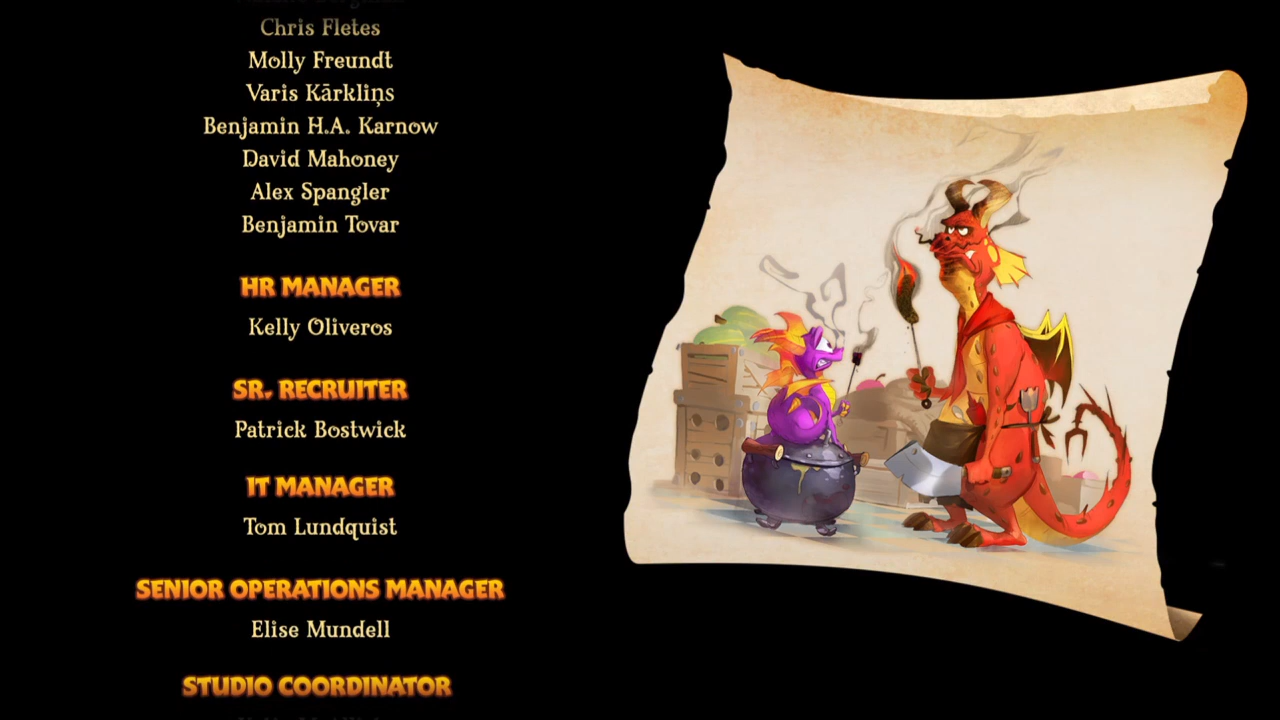 Chris Fletes
Molly Freundt
Varis Kārkliņs
Benjamin H.A. Karnow
David Mahoney
Alex Spangler
Benjamin Tovar
HR MANAGER
Kelly Oliveros
SR. RECRUITER
Patrick Bostwick
IT MANAGER
Tom Lundquist
SENIOR OPERATIONS MANAGER
Elise Mundell
STUDIO COORDINATOR